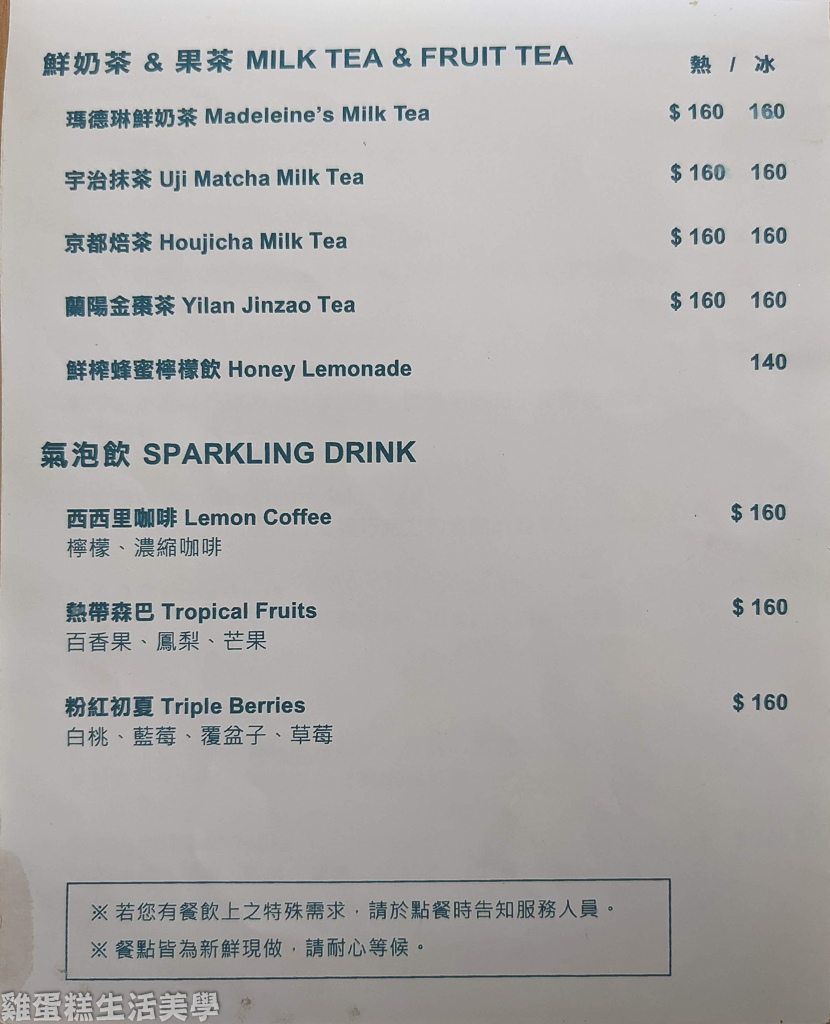 鮮奶茶 & 果茶 MILK TEA & FRUIT TEA 熱 / 冰
瑪德琳鮮奶茶 Madeleine's Milk Tea $ 160 160
宇治抹茶 Uji Matcha Milk Tea $ 160 160
京都焙茶 Houjicha Milk Tea $ 160 160
蘭陽金棗茶 Yilan Jinzao Tea $ 160 160
鮮榨蜂蜜檸檬飲 Honey Lemonade 140
氣泡飲 SPARKLING DRINK
西西里咖啡 Lemon Coffee $ 160
檸檬、濃縮咖啡
熱帶森巴 Tropical Fruits $ 160
百香果、鳳梨、芒果
粉紅初夏 Triple Berries $ 160
白桃、藍莓、覆盆子、草莓
※ 若您有餐飲上之特殊需求，請於點餐時告知服務人員。
※ 餐點皆為新鮮現做，請耐心等候。
雞蛋糕生活美學